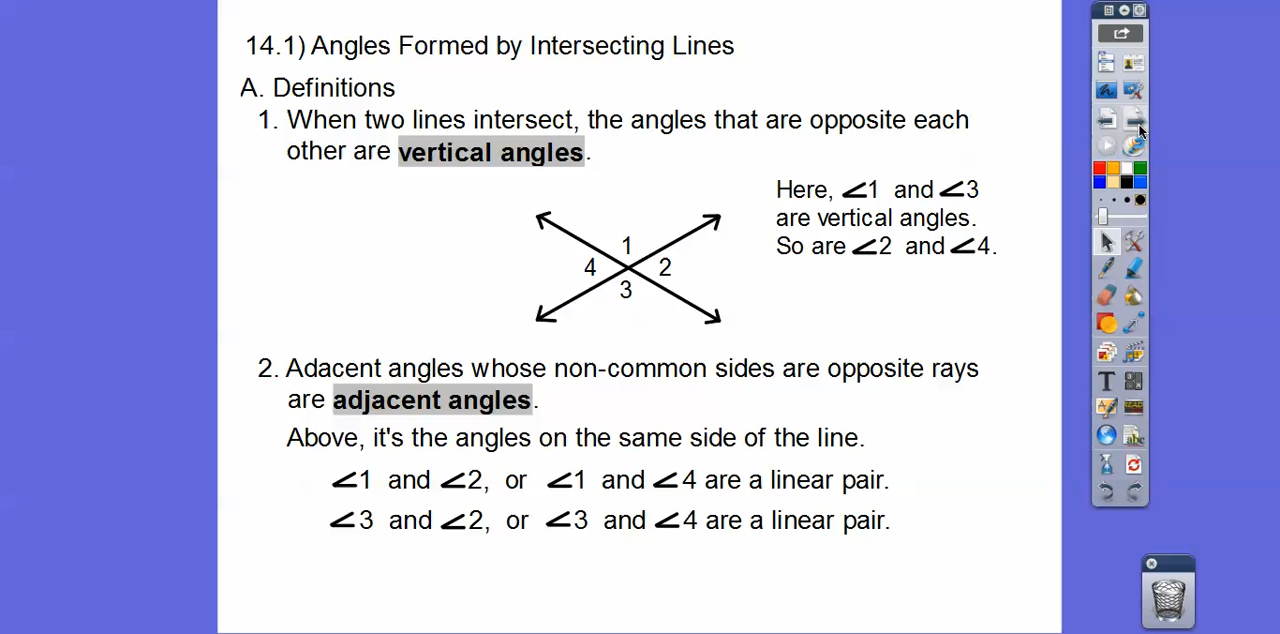 14.1) Angles Formed by Intersecting Lines
A. Definitions
1. When two lines intersect, the angles that are opposite each
other are vertical angles.
Here, ∠1 and ∠3
are vertical angles.
So are ∠2 and ∠4.
1
4 2
3
2. Adacent angles whose non-common sides are opposite rays
are adjacent angles.
Above, it's the angles on the same side of the line.
∠1 and ∠2, or ∠1 and ∠4 are a linear pair.
∠3 and ∠2, or ∠3 and ∠4 are a linear pair.
T
abc